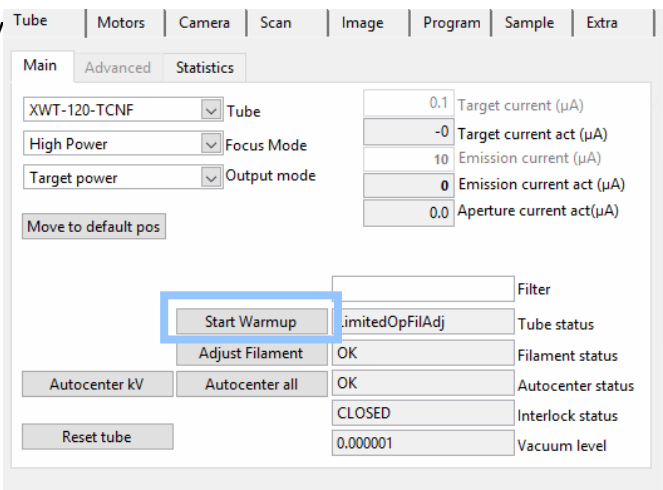 Tube Motors Camera Scan Image Program Sample Extra
Main Advanced Statistics
XWT-120-TCNF Tube
High Power Focus Mode
Target power Output mode
0.1 Target current (µA)
-0 Target current act (µA)
10 Emission current (µA)
0 Emission current act (µA)
0.0 Aperture current act(µA)
Move to default pos
Filter
Start Warmup LimitedOpFilAdj Tube status
Adjust Filament OK Filament status
Autocenter kV Autocenter all OK Autocenter status
CLOSED Interlock status
Reset tube 0.000001 Vacuum level